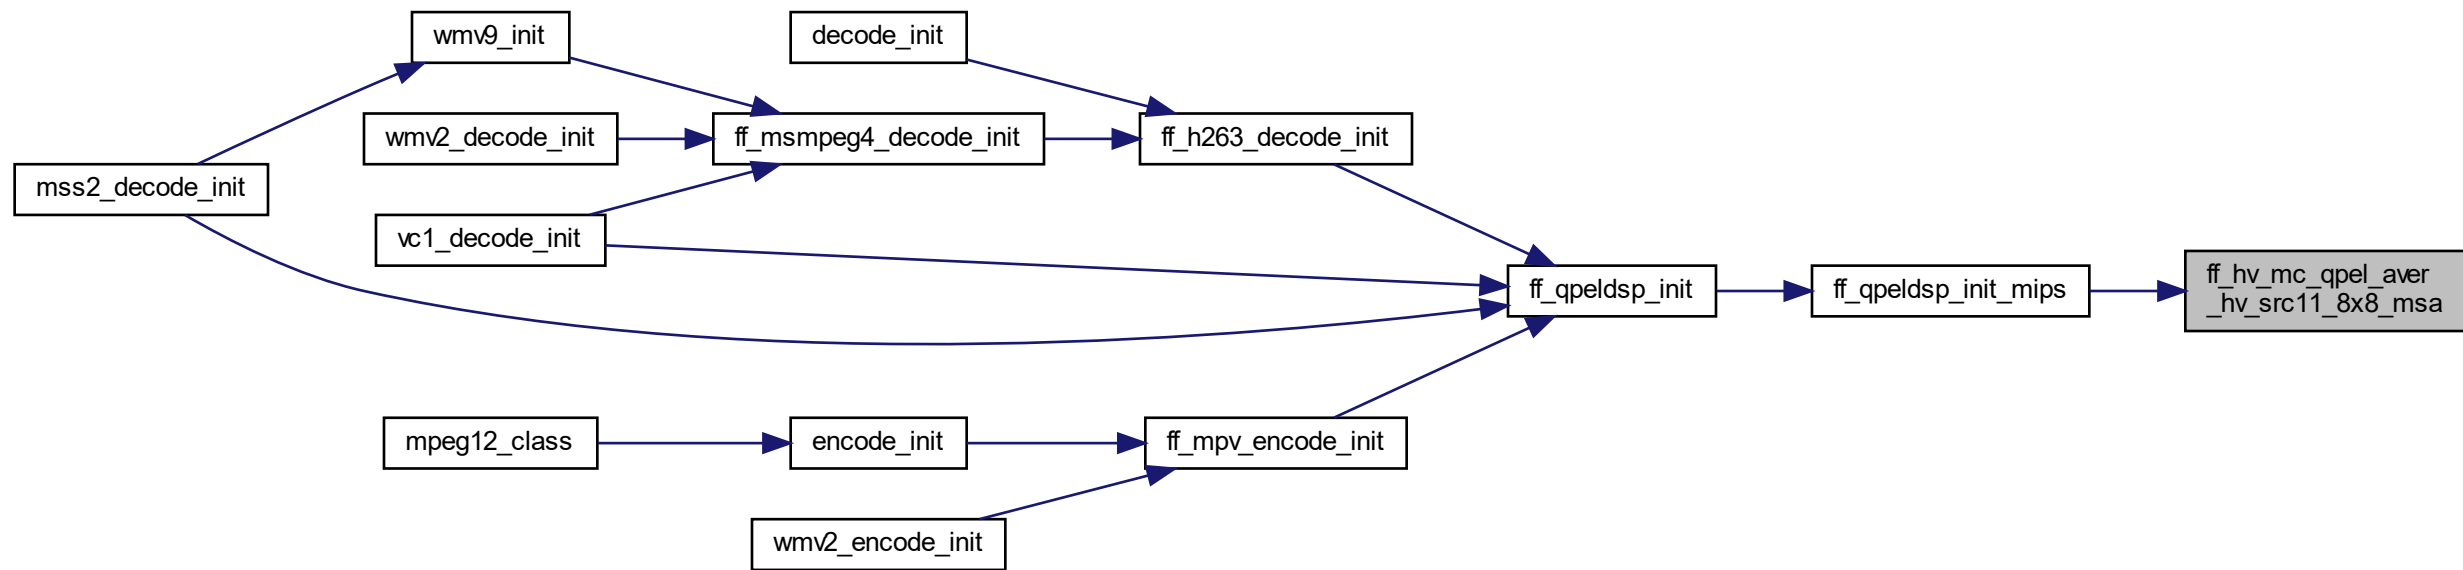 wmv9_init
decode_init
wmv2_decode_init
ff_msmpeg4_decode_init
ff_h263_decode_init
mss2_decode_init
vc1_decode_init
ff_qpeldsp_init
ff_qpeldsp_init_mips
ff_hv_mc_qpel_aver
_hv_src11_8x8_msa
mpeg12_class
encode_init
ff_mpv_encode_init
wmv2_encode_init